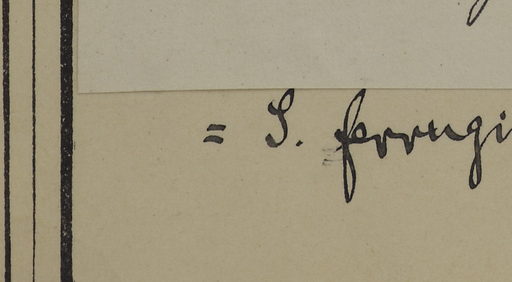 = S. ferrugi